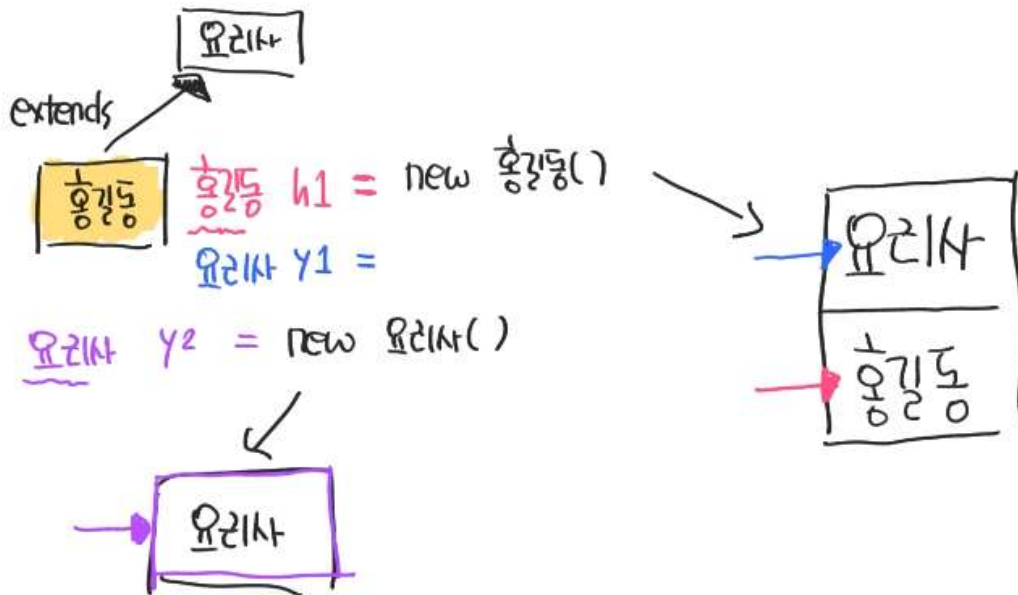 요리사
extends
홍길동
홍길동 h1 = new 홍길동()
요리사 y1 =
요리사
홍길동
요리사 y2 = new 요리사()
요리사